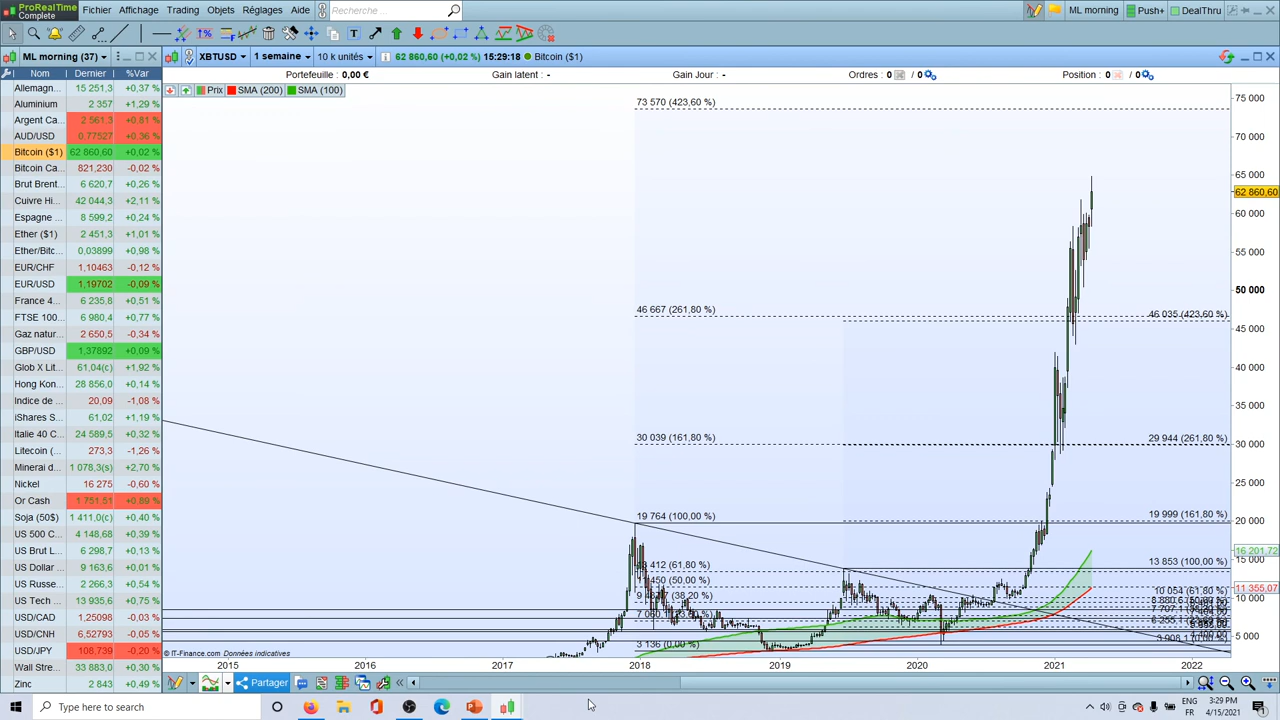 ProRealTime
Complete
Fichier Affichage Trading Objets Réglages Aide Recherche ... ML morning Push+ DealThru
ML morning (37) XBTUSD 1 semaine 10 k unités 62 860,60 (+0,02 %) 15:29:18 Bitcoin ($1)
Nom Dernier %Var Portefeuille : 0,00 € Gain latent : - Gain Jour : - Ordres : 0 / 0 Position : 0 / 0
Prix SMA (200) SMA (100)
Allemagn... 15 251,3 +0,37 %
Aluminium 2 357 +1,29 %
Argent Ca... 2 561,3 +0,81 %
AUD/USD 0,77527 +0,36 %
Bitcoin ($1) 62 860,60 +0,02 %
Bitcoin Ca... 821,230 -0,02 %
Brut Brent... 6 620,7 +0,26 %
Cuivre Hi... 42 044,3 +2,11 %
Espagne ... 8 599,2 +0,24 %
Ether ($1) 2 451,3 +1,01 %
Ether/Bitc... 0,03899 +0,98 %
EUR/CHF 1,10463 -0,12 %
EUR/USD 1,19702 -0,09 %
France 4... 6 235,8 +0,51 %
FTSE 100... 6 980,4 +0,77 %
Gaz natur... 2 650,5 -0,34 %
GBP/USD 1,37892 +0,09 %
Glob X Lit... 61,04(c) +1,92 %
Hong Kon... 28 856,0 +0,14 %
Indice de ... 20,09 -1,08 %
iShares S... 61,02 +1,19 %
Italie 40 C... 24 589,5 +0,32 %
Litecoin (... 273,3 -1,26 %
Minerai d... 1 078,3(s) +2,70 %
Nickel 16 275 -0,60 %
Or Cash 1 751,51 +0,89 %
Soja (50$) 1 411,0(c) +0,40 %
US 500 C... 4 148,68 +0,39 %
US Brut L... 6 298,7 +0,13 %
US Dollar ... 9 163,6 +0,01 %
US Russe... 2 266,3 +0,54 %
US Tech ... 13 935,6 +0,75 %
USD/CAD 1,25098 -0,03 %
USD/CNH 6,52793 -0,05 %
USD/JPY 108,739 -0,20 %
Wall Stre... 33 883,0 +0,30 %
Zinc 2 843 +0,49 %
73 570 (423,60 %)
46 667 (261,80 %)
46 035 (423,60 %)
30 039 (161,80 %)
29 944 (261,80 %)
19 764 (100,00 %)
19 999 (161,80 %)
13 853 (100,00 %)
412 (61,80 %)
450 (50,00 %)
(38,20 %)
10 054 (61,80 %)
3 136 (0,00 %)
75 000
70 000
65 000
62 860,60
60 000
55 000
50 000
45 000
40 000
35 000
30 000
25 000
20 000
16 201,72
15 000
11 355,07
10 000
5 000
© IT-Finance.com Données indicatives
2015 2016 2017 2018 2019 2020 2021 2022
Partager
Type here to search
ENG
FR
3:29 PM
4/15/2021